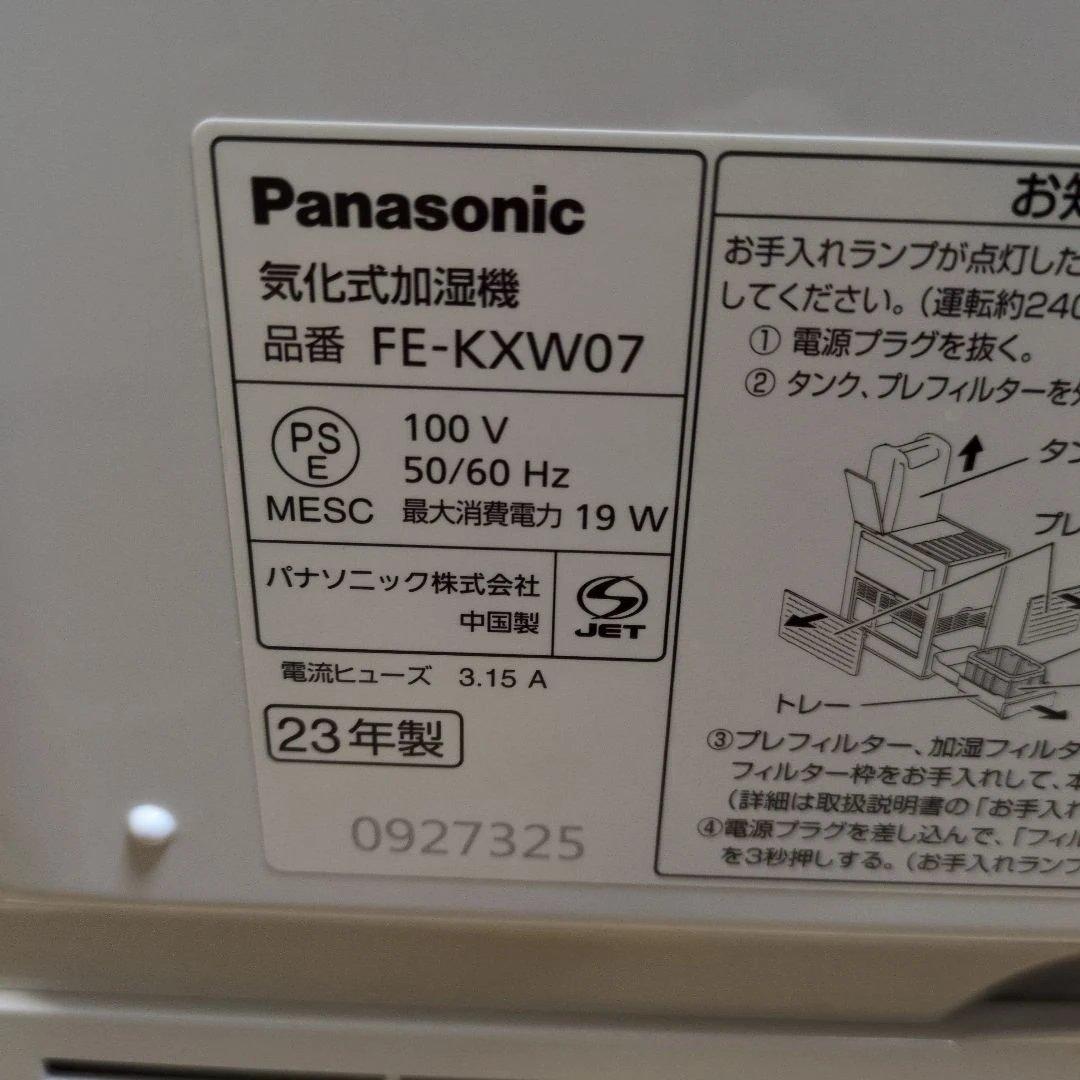 Panasonic
気化式加湿機
品番 FE-KXW07
PS
E
MESC
100 V
50/60 Hz
最大消費電力 19 W
パナソニック株式会社
中国製
JET
電流ヒューズ 3.15 A
23年製
0927325
お知
お手入れランプが点灯した
してください。(運転約240
① 電源プラグを抜く。
② タンク、プレフィルターを
タン
プレ
トレー
③プレフィルター、加湿フィルタ
フィルター枠をお手入れして、本
(詳細は取扱説明書の「お手入れ
④電源プラグを差し込んで、「フィル
を3秒押しする。(お手入れランプ